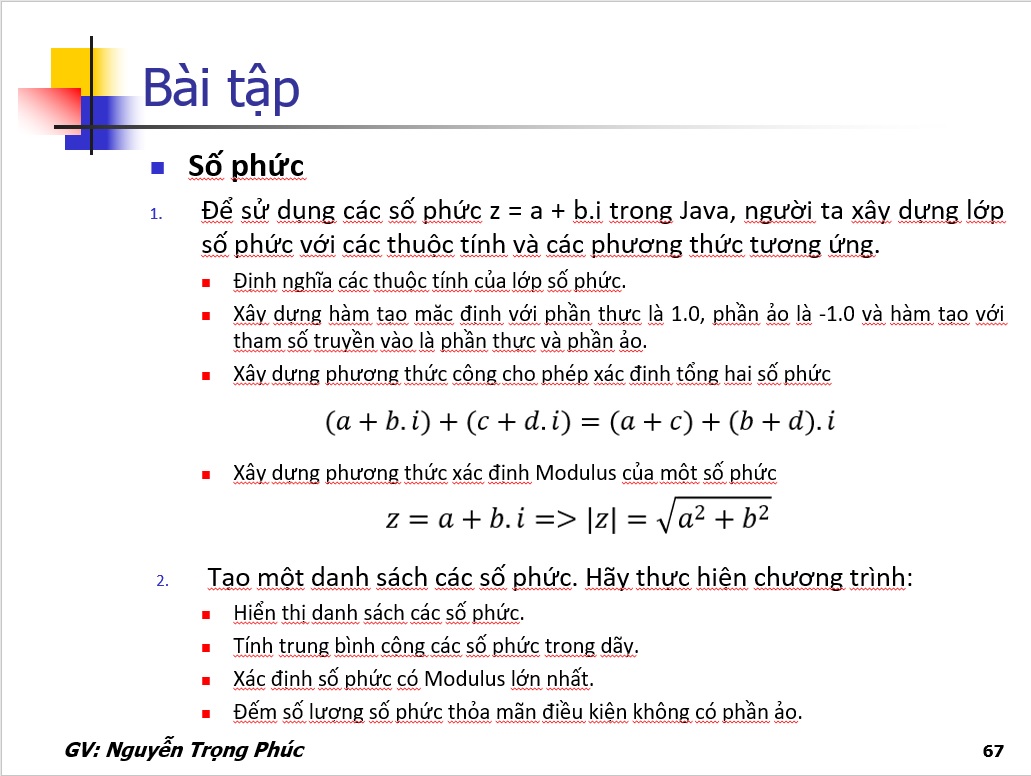 Bài tập
Số phức
1. Để sử dụng các số phức z = a + b.i trong Java, người ta xây dựng lớp
số phức với các thuộc tính và các phương thức tương ứng.
Định nghĩa các thuộc tính của lớp số phức.
Xây dựng hàm tạo mặc định với phần thực là 1.0, phần ảo là -1.0 và hàm tạo với
tham số truyền vào là phần thực và phần ảo.
Xây dựng phương thức cộng cho phép xác định tổng hai số phức
(a + b.i) + (c + d.i) = (a + c) + (b + d).i
Xây dựng phương thức xác định Modulus của một số phức
z = a + b.i => |z| = √a² + b²
2. Tạo một danh sách các số phức. Hãy thực hiện chương trình:
Hiển thị danh sách các số phức.
Tính trung bình cộng các số phức trong dãy.
Xác định số phức có Modulus lớn nhất.
Đếm số lượng số phức thỏa mãn điều kiện không có phần ảo.
GV: Nguyễn Trọng Phúc
67